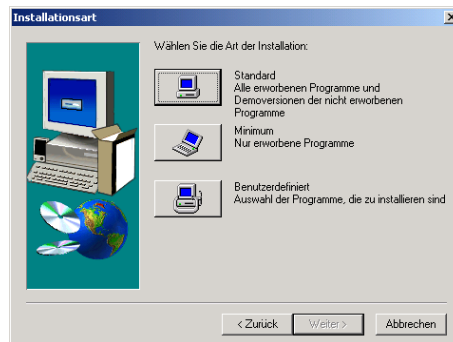 Installationsart
Wählen Sie die Art der Installation:
Standard
Alle erworbenen Programme und
Demoversionen der nicht erworbenen
Programme
Minimum
Nur erworbene Programme
Benutzerdefiniert
Auswahl der Programme, die zu installieren sind
< Zurück
Weiter >
Abbrechen